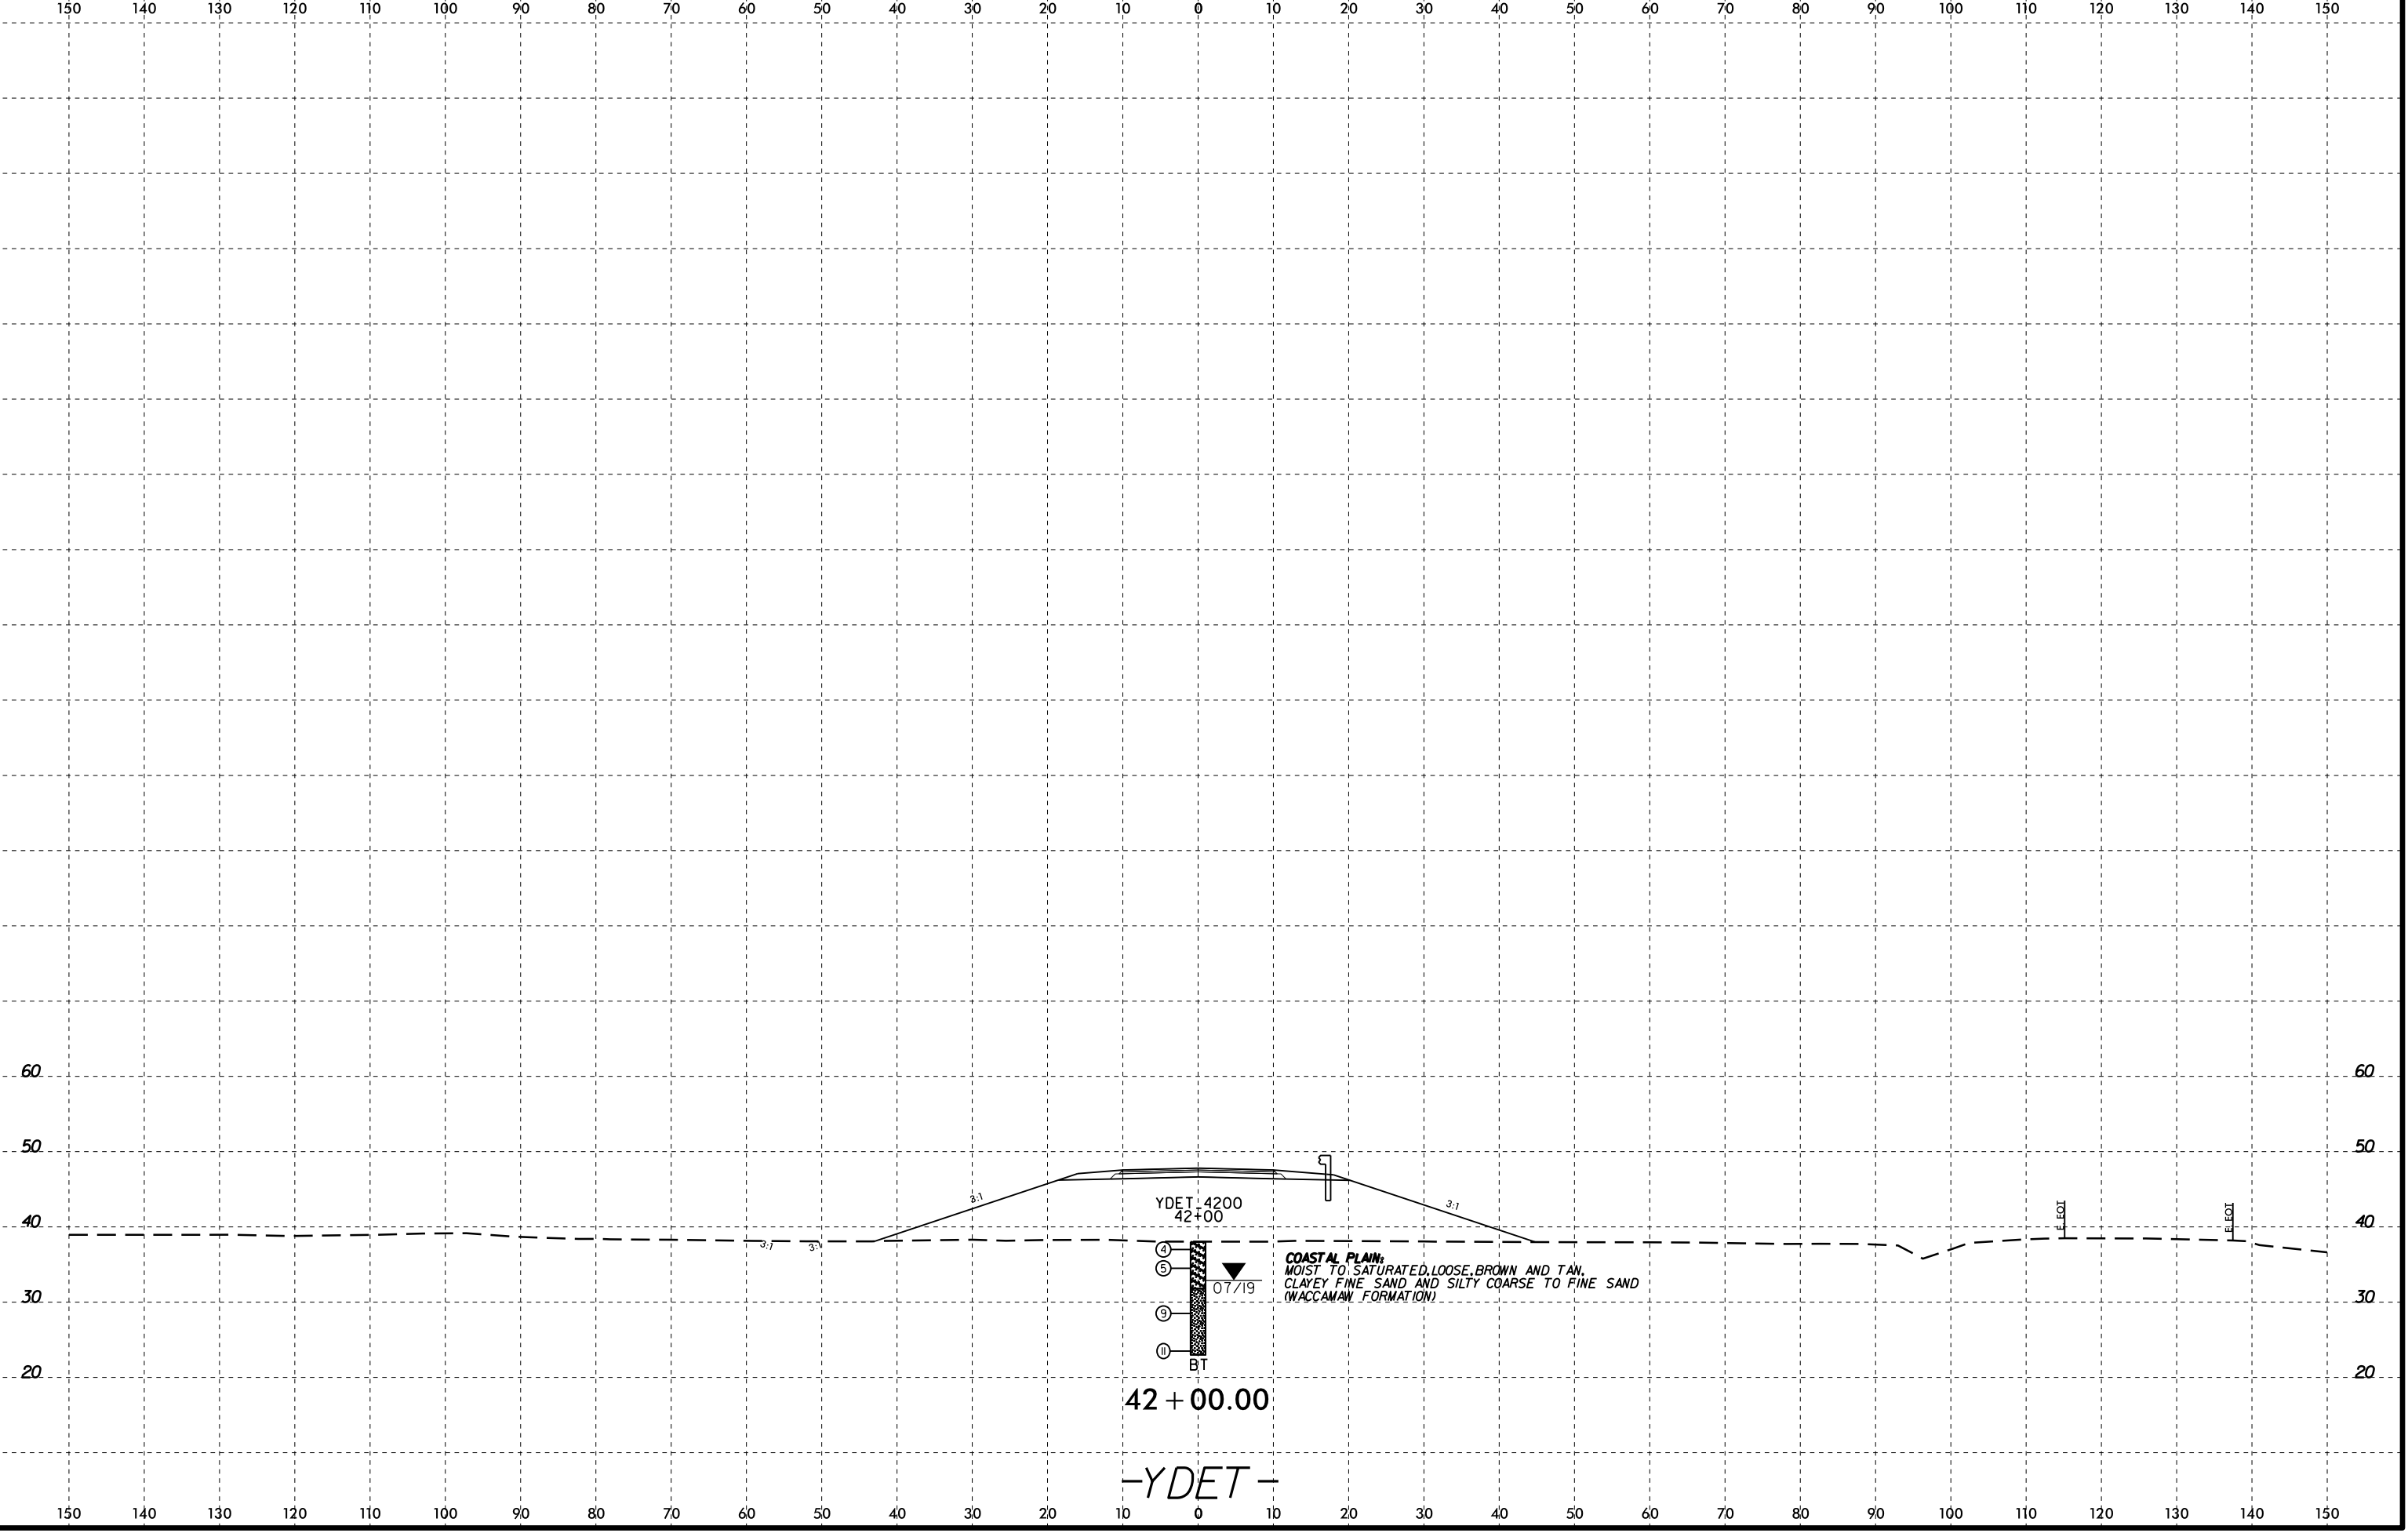 150 140 130 120 110 100 90 80 70 60 50 40 30 20 10 0 10 20 30 40 50 60 70 80 90 100 110 120 130 140 150
60 60
50 50
3:1 3:1
YDET_4200
42+00
40 40
E_EOT E_EOT
3:1 3:1
4
5
COASTAL PLAIN:
MOIST TO SATURATED, LOOSE, BROWN AND TAN,
CLAYEY FINE SAND AND SILTY COARSE TO FINE SAND
(WACCAMAW FORMATION)
07/19
30 30
9
11
BT
20 20
42+00.00
-YDET-
150 140 130 120 110 100 90 80 70 60 50 40 30 20 10 0 10 20 30 40 50 60 70 80 90 100 110 120 130 140 150